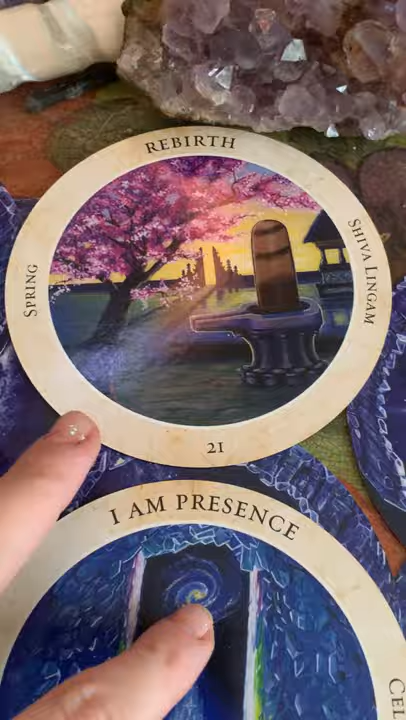 REBIRTH
SPRING
SHIVA LINGAM
21
I AM PRESENCE